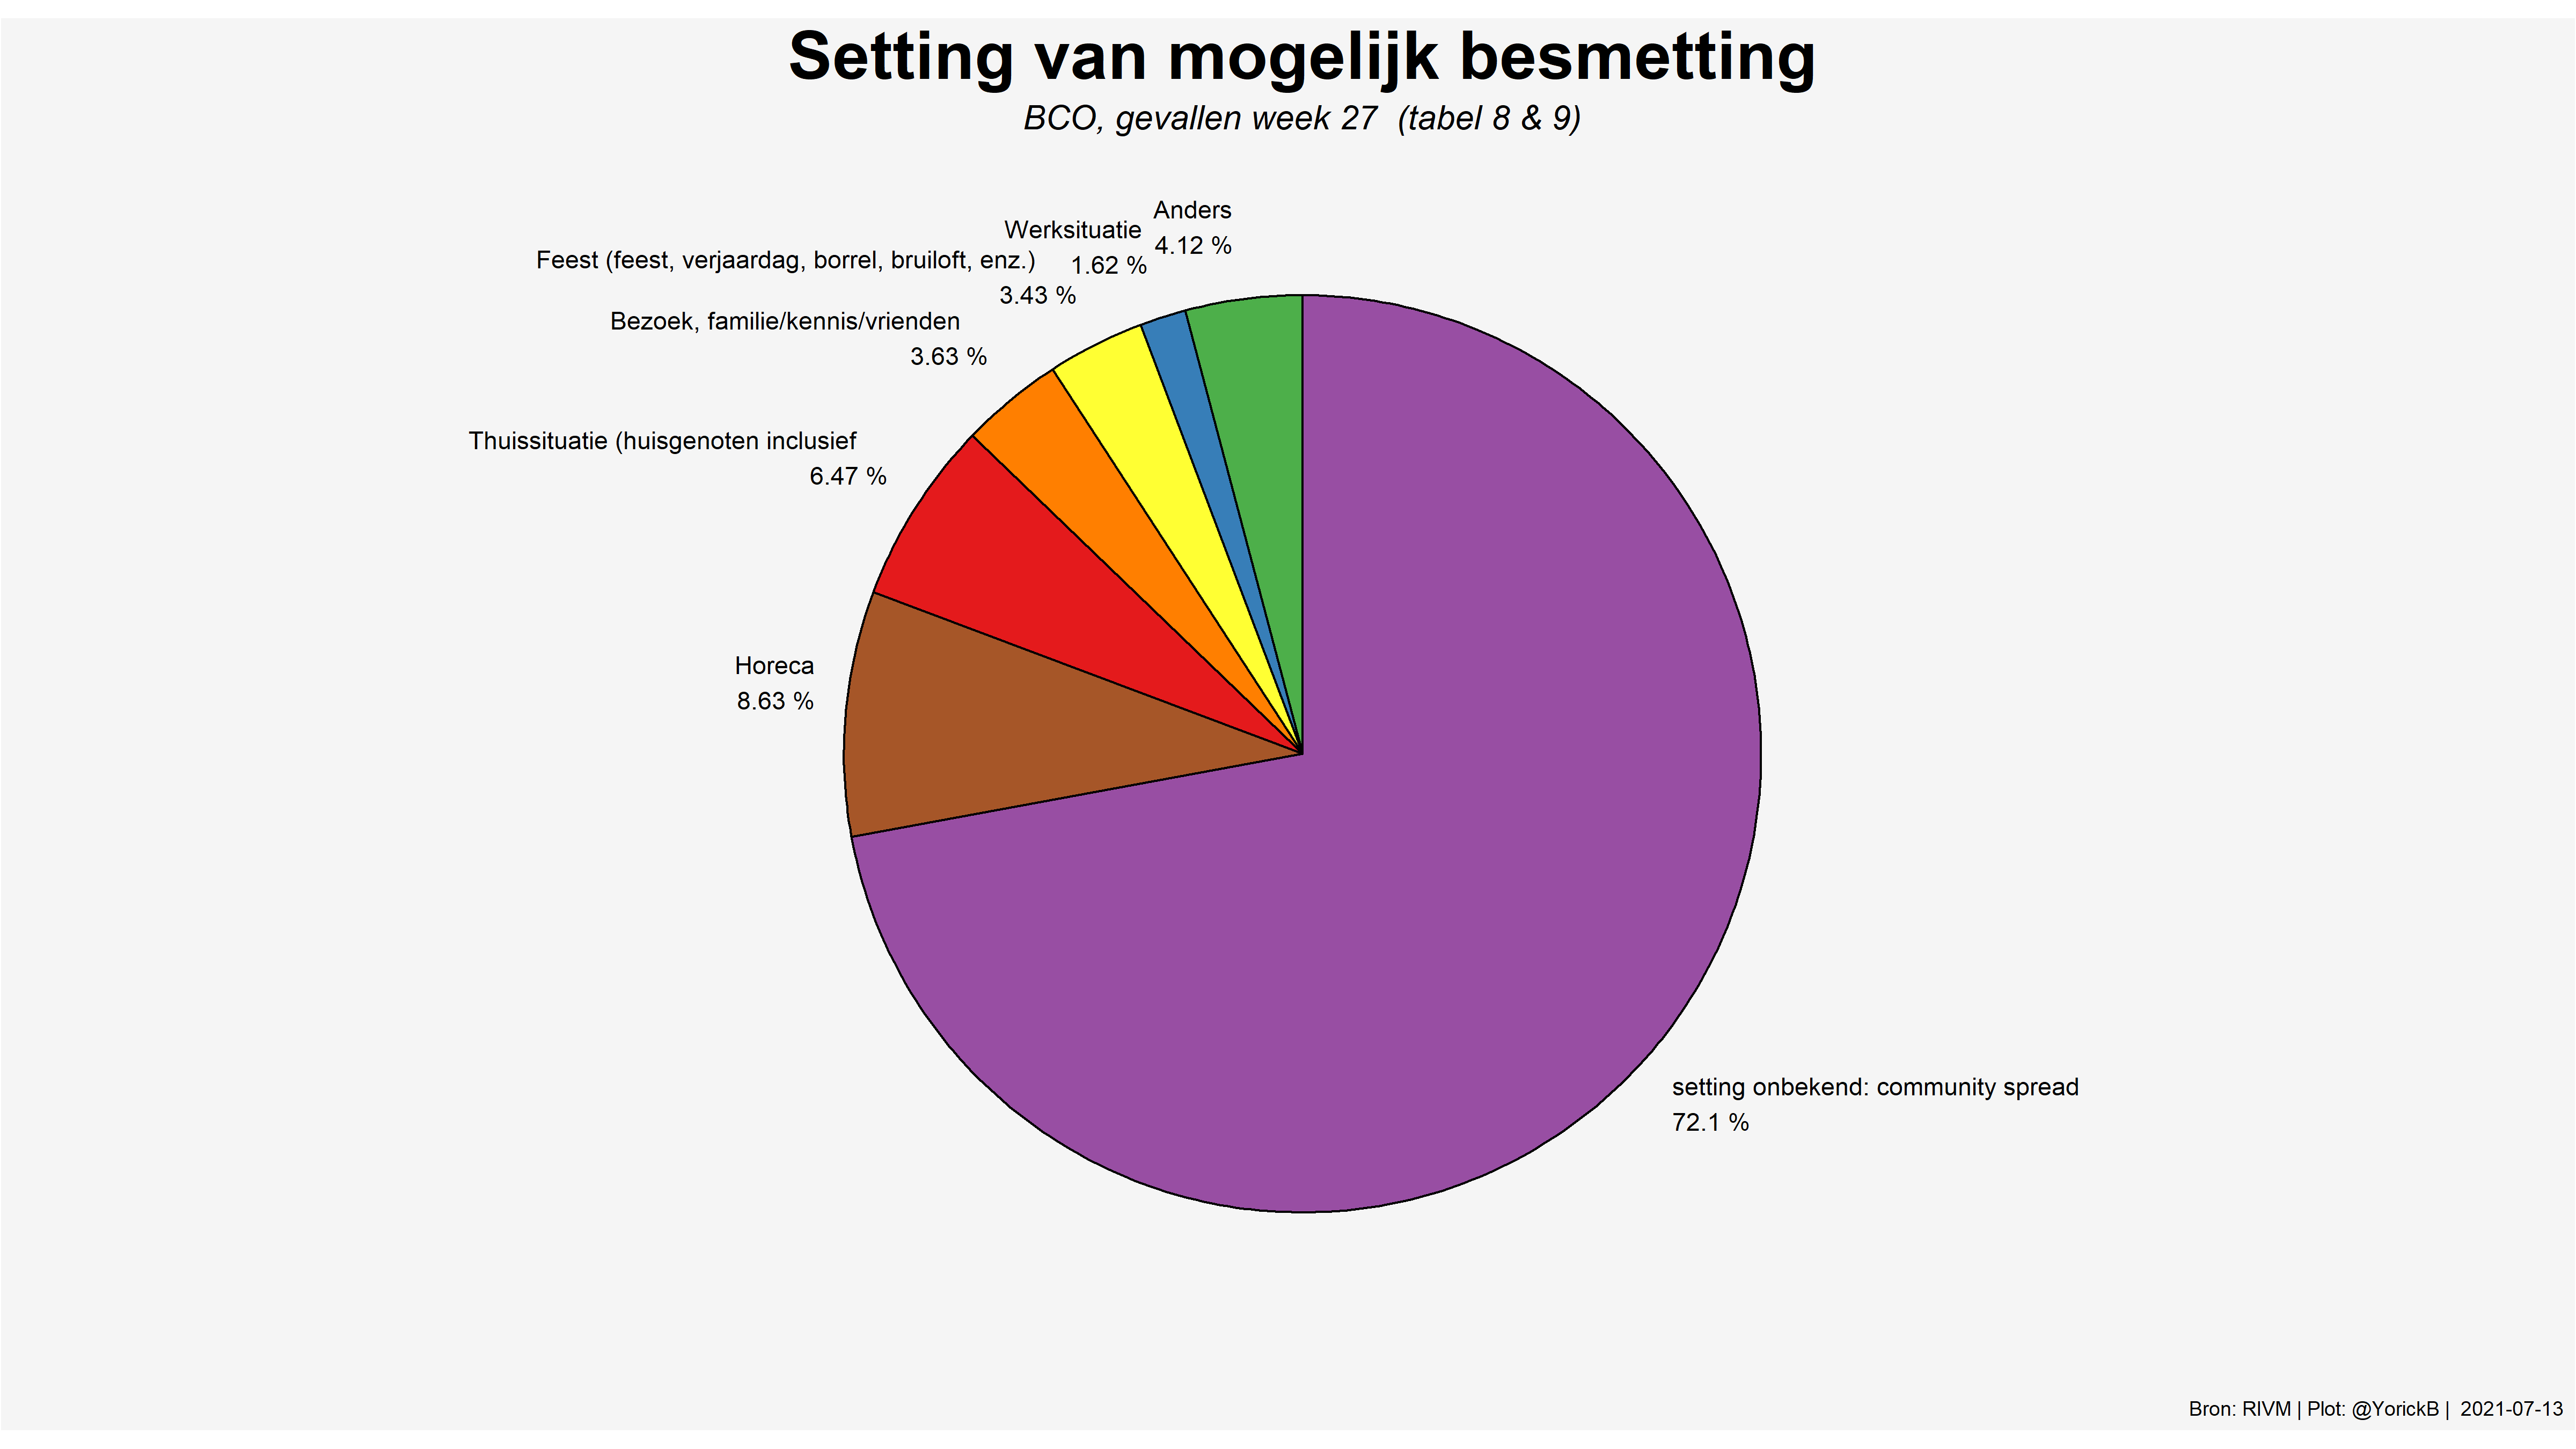 Setting van mogelijk besmetting
BCO, gevallen week 27 (tabel 8 & 9)
Anders
4.12 %
Werksituatie
1.62 %
Feest (feest, verjaardag, borrel, bruiloft, enz.)
3.43 %
Bezoek, familie/kennis/vrienden
3.63 %
Thuissituatie (huisgenoten inclusief
6.47 %
Horeca
8.63 %
setting onbekend: community spread
72.1 %
Bron: RIVM | Plot: @YorickB | 2021-07-13